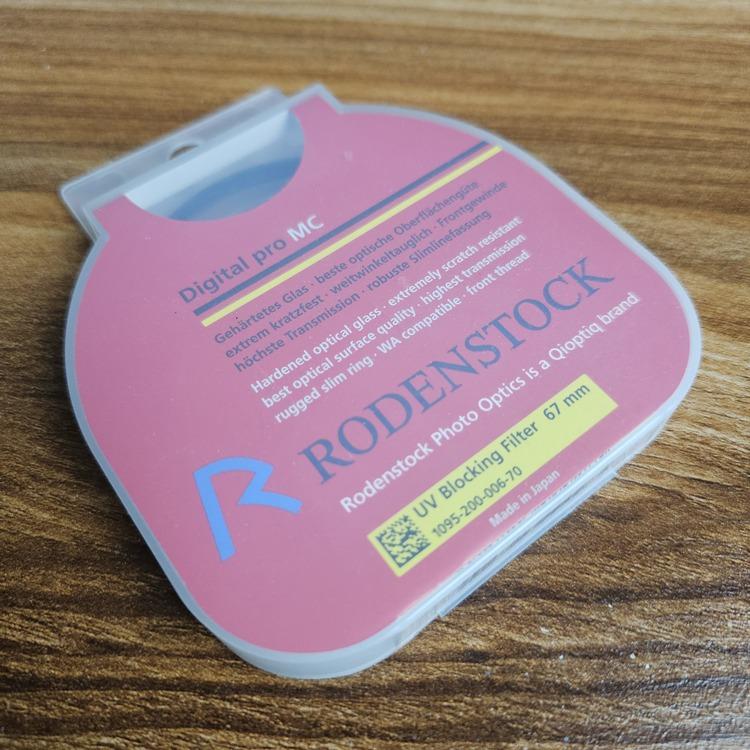 Digital pro MC
Gehärtetes Glas · beste optische Oberflächengüte
extrem kratzfest · weitwinkeltauglich · Frontgewinde
höchste Transmission · robuste Slimlinefassung
Hardened optical glass · extremely scratch resistant
best optical surface quality · highest transmission
rugged slim ring · WA compatible · front thread
RODENSTOCK
Rodenstock Photo Optics is a Qioptiq brand
UV Blocking Filter 67 mm
1095-200-006-70
Made in Japan